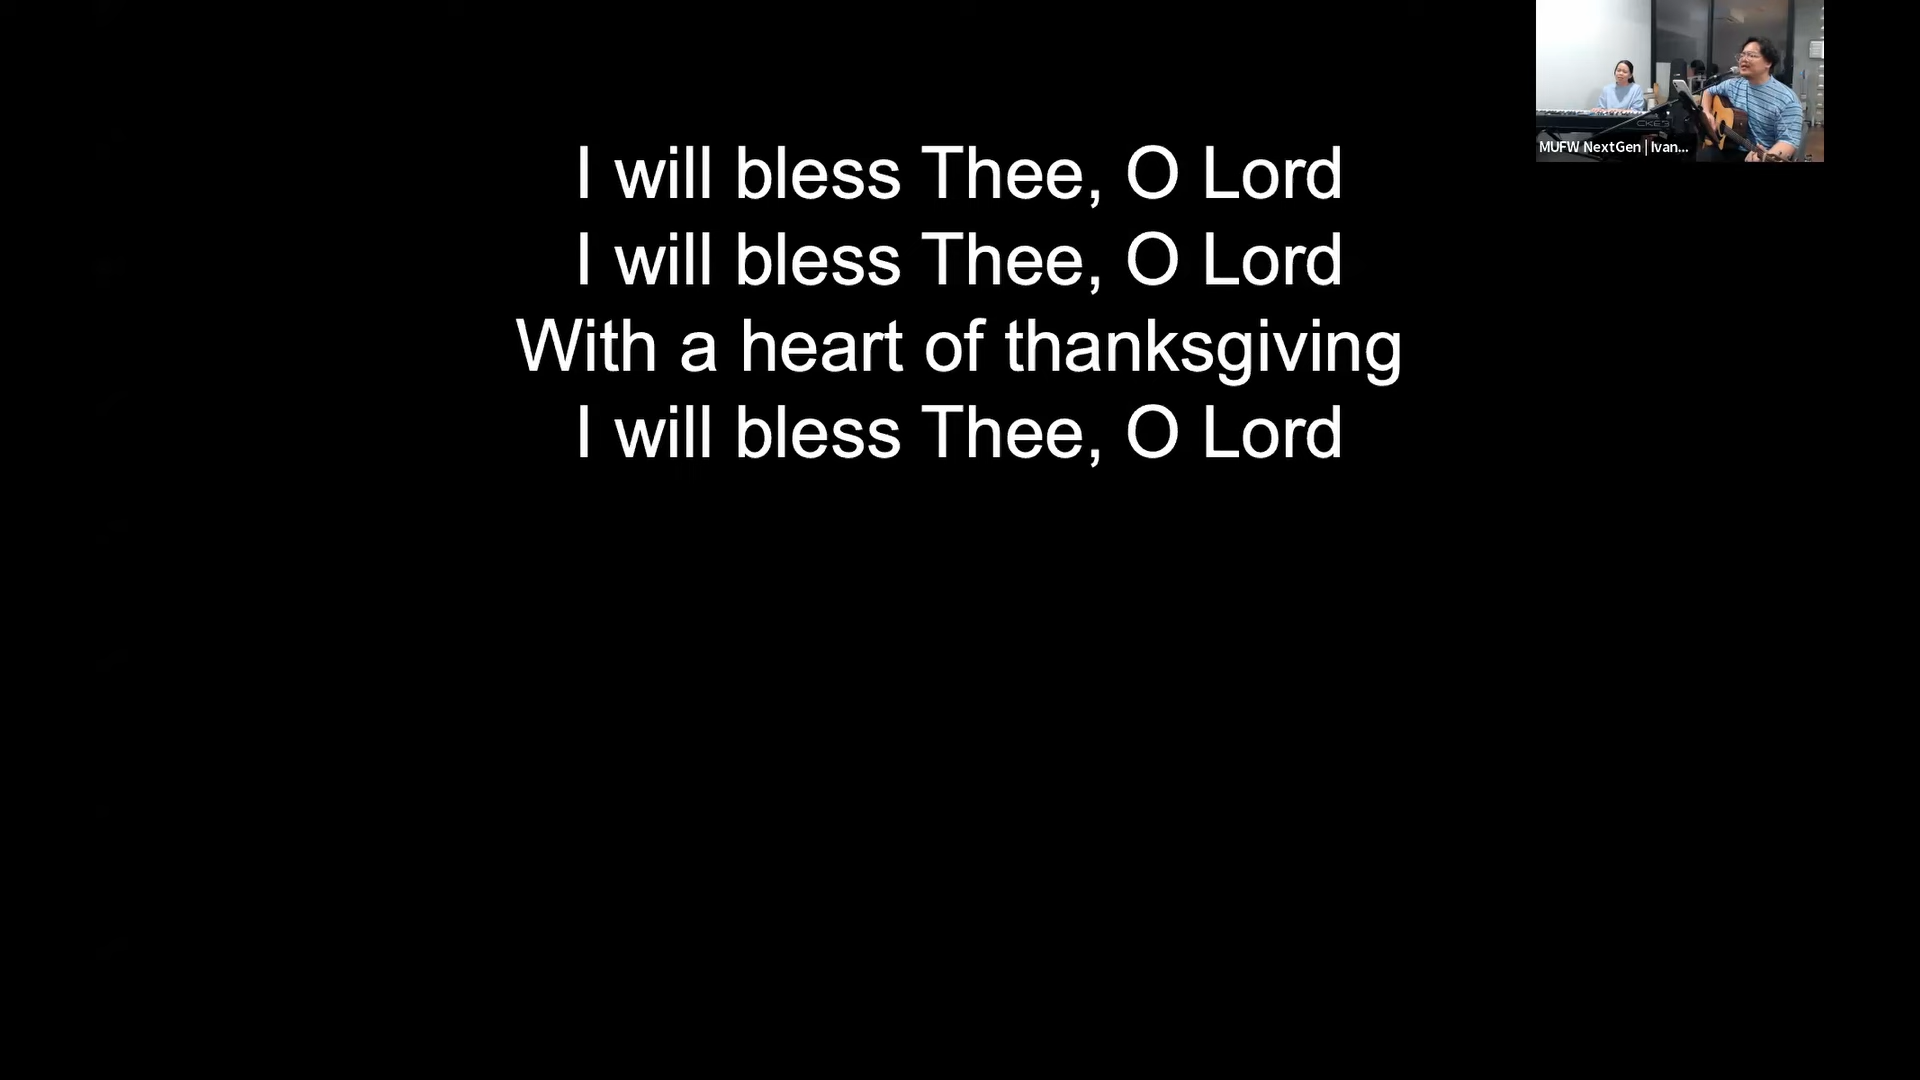 I will bless Thee, O Lord
I will bless Thee, O Lord
With a heart of thanksgiving
I will bless Thee, O Lord
MUFW NextGen | Ivan...